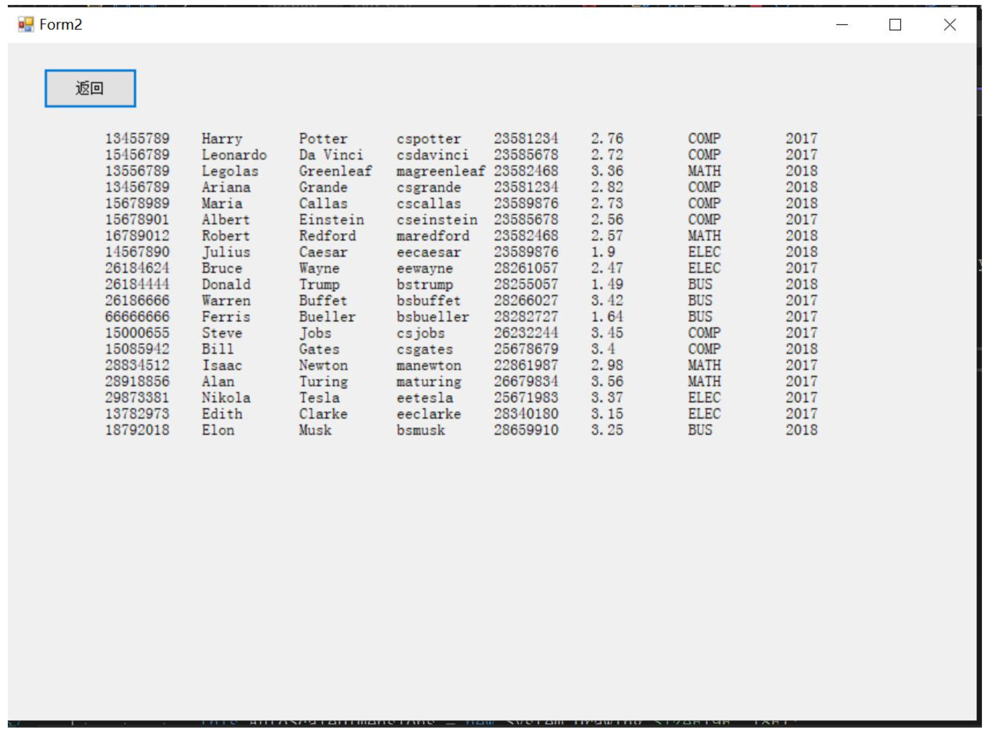 Form2
返回
13455789 Harry Potter cspotter 23581234 2.76 COMP 2017
15456789 Leonardo Da Vinci csdavinci 23585678 2.72 COMP 2017
13556789 Legolas Greenleaf magreenleaf 23582468 3.36 MATH 2018
13456789 Ariana Grande csgrande 23581234 2.82 COMP 2018
15678989 Maria Callas cscallas 23589876 2.73 COMP 2018
15678901 Albert Einstein cseinstein 23585678 2.56 COMP 2017
16789012 Robert Redford maredford 23582468 2.57 MATH 2018
14567890 Julius Caesar eecaesar 23589876 1.9 ELEC 2018
26184624 Bruce Wayne eewayne 28261057 2.47 ELEC 2017
26184444 Donald Trump bstrump 28255057 1.49 BUS 2018
26186666 Warren Buffet bsbuffet 28266027 3.42 BUS 2017
66666666 Ferris Bueller bsbueller 28282727 1.64 BUS 2017
15000655 Steve Jobs csjobs 26232244 3.45 COMP 2017
15085942 Bill Gates csgates 25678679 3.4 COMP 2018
28834512 Isaac Newton manewton 22861987 2.98 MATH 2017
28918856 Alan Turing maturing 26679834 3.56 MATH 2017
29873381 Nikola Tesla eetesla 25671983 3.37 ELEC 2017
13782973 Edith Clarke eeclarke 28340180 3.15 ELEC 2017
18792018 Elon Musk bsmusk 28659910 3.25 BUS 2018